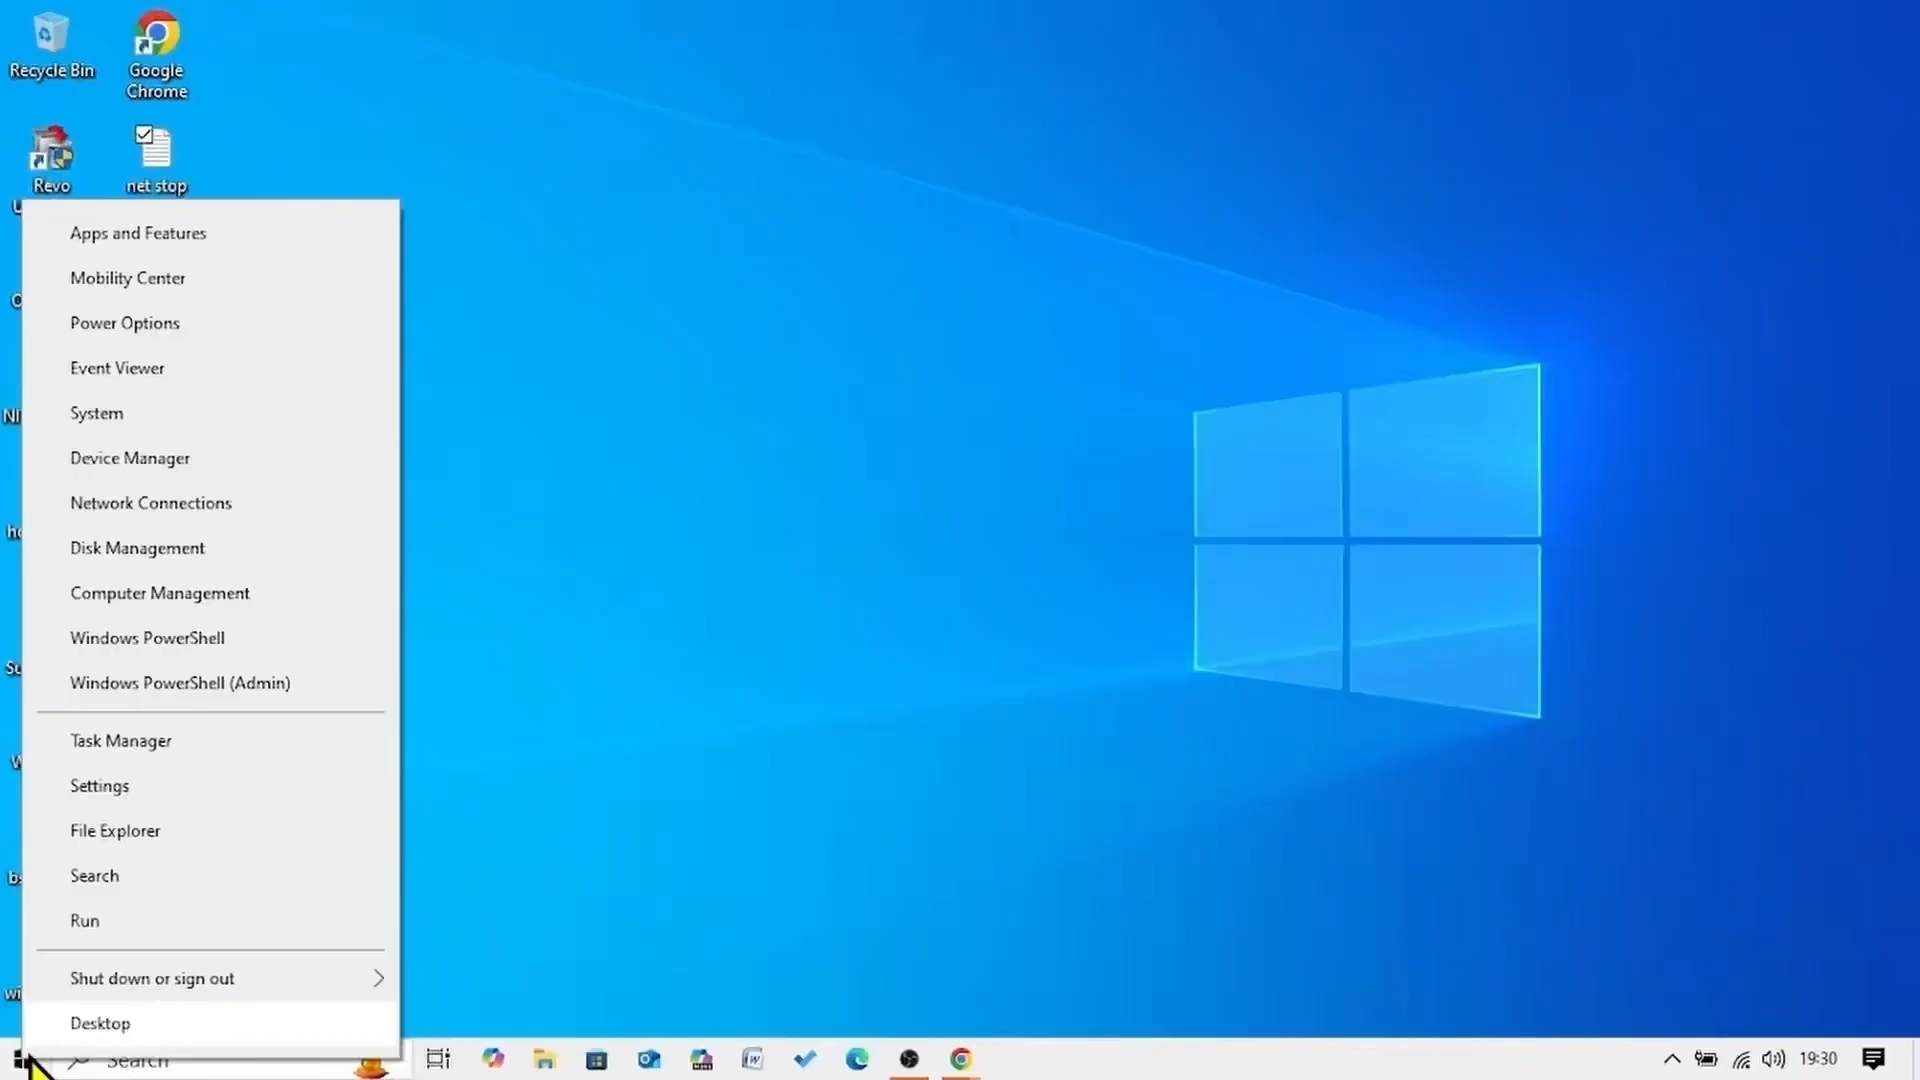 Recycle Bin
Google
Chrome
Revo
net stop
Apps and Features
Mobility Center
Power Options
Event Viewer
System
Device Manager
Network Connections
Disk Management
Computer Management
Windows PowerShell
Windows PowerShell (Admin)
Task Manager
Settings
File Explorer
Search
Run
Shut down or sign out
Desktop
Search
19:30